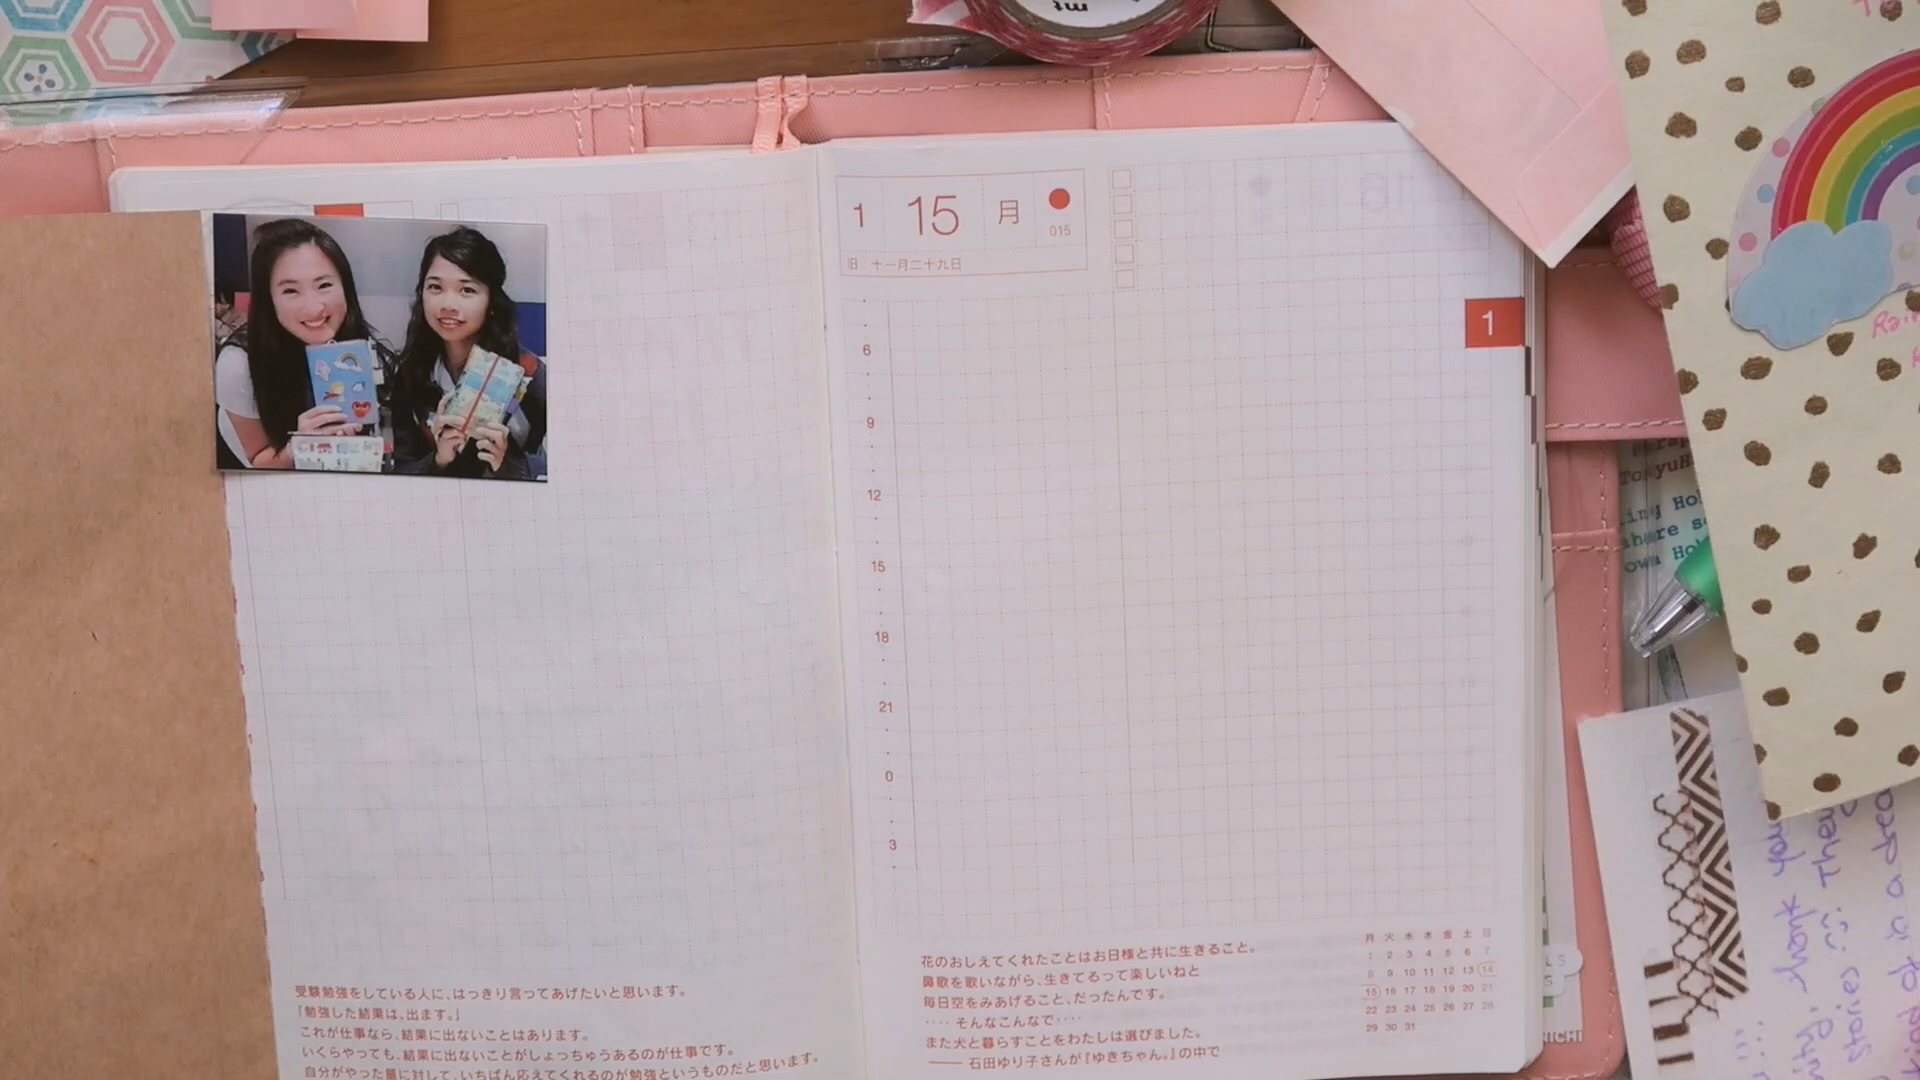 mt
1 15 月
015
旧 十一月二十九日
1
6
9
12
15
18
21
0
3
受験勉強をしている人に、はっきり言ってあげたいと思います。
「勉強した結果は、出ます。」
これが仕事なら、結果に出ないことはあります。
いくらやっても、結果に出ないことがしょっちゅうあるのが仕事です。
自分がやった量に対して、いちばん応えてくれるのが勉強というものだと思います。
花のおしえてくれたことはお日様と共に生きること。
鼻歌を歌いながら、生きてるって楽しいねと
毎日空をみあげること、だったんです。
‥‥そんなこんなで‥‥
また犬と暮らすことをわたしは選びました。
—— 石田ゆり子さんが『ゆきちゃん。』の中で
月 火 水 木 金 土 日
1 2 3 4 5 6 7
8 9 10 11 12 13 14
15 16 17 18 19 20 21
22 23 24 25 26 27 28
29 30 31
own
thank you
Stories :) They
in a